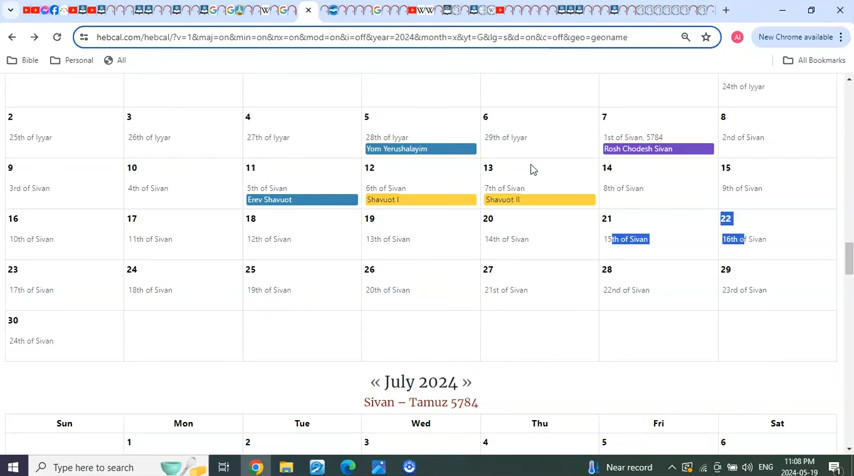 hebcal.com/hebcal/?v=1&maj=on&min=on&nx=on&mod=on&i=off&year=2024&month=x&yt=G&lg=s&d=on&c=off&geo=geoname
New Chrome available
Bible Personal All All Bookmarks
24th of Iyyar
2 3 4 5 6 7 8
25th of Iyyar 26th of Iyyar 27th of Iyyar 28th of Iyyar 29th of Iyyar 1st of Sivan, 5784 2nd of Sivan
Yom Yerushalayim Rosh Chodesh Sivan
9 10 11 12 13 14 15
3rd of Sivan 4th of Sivan 5th of Sivan 6th of Sivan 7th of Sivan 8th of Sivan 9th of Sivan
Erev Shavuot Shavuot I Shavuot II
16 17 18 19 20 21 22
10th of Sivan 11th of Sivan 12th of Sivan 13th of Sivan 14th of Sivan 15th of Sivan 16th of Sivan
23 24 25 26 27 28 29
17th of Sivan 18th of Sivan 19th of Sivan 20th of Sivan 21st of Sivan 22nd of Sivan 23rd of Sivan
30
24th of Sivan
« July 2024 »
Sivan – Tamuz 5784
Sun Mon Tue Wed Thu Fri Sat
1 2 3 4 5 6
Type here to search
Near record
ENG
11:08 PM
2024-05-19